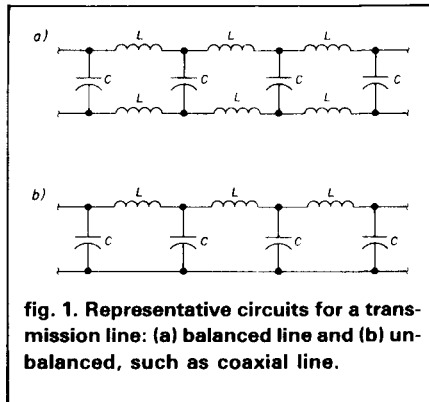 a)
L L L
C C C C
L L L
b)
L L L
C C C C
fig. 1. Representative circuits for a trans-
mission line: (a) balanced line and (b) un-
balanced, such as coaxial line.